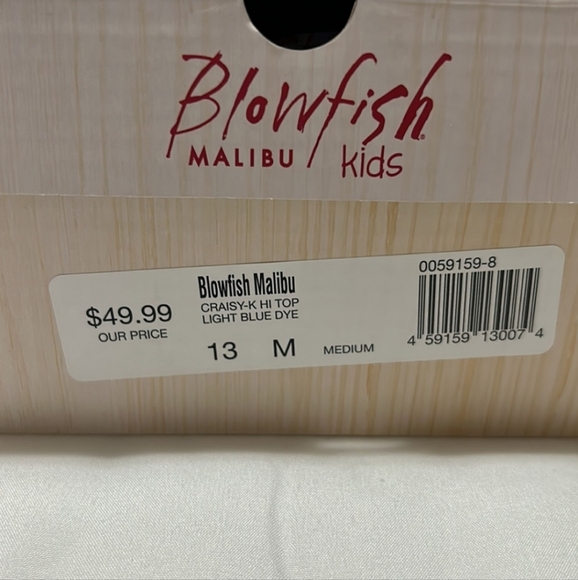 Blowfish
MALIBU kids
$49.99
OUR PRICE
Blowfish Malibu
CRAISY-K HI TOP
LIGHT BLUE DYE
13 M MEDIUM
0059159-8
4 59159 13007 4